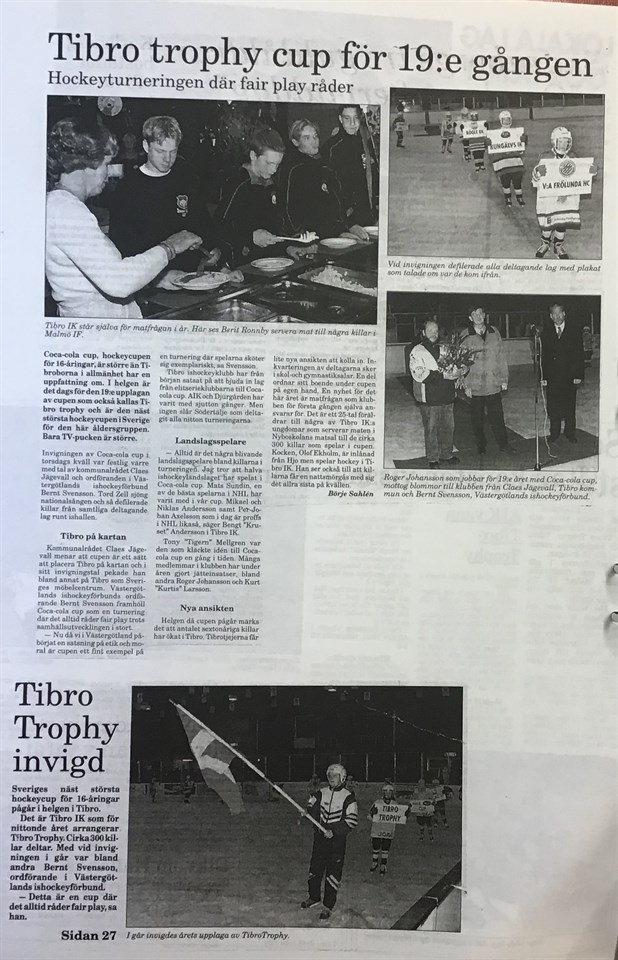 Tibro trophy cup för 19:e gången
Hockeyturneringen där fair play råder
RÖGLE BK
KUNGÄLVS IK
V:A FRÖLUNDA HC
Vid invigningen defilerade alla deltagande lag med plakat
som talade om var de kom ifrån.
Tibro IK står själva för matfrågan i år. Här ses Berit Ronnby servera mat till några killar i
Malmö IF.
Roger Johansson som jobbar för 19:e året med Coca-cola cup,
mottog blommor till klubben från Claes Jägevall, Tibro kom-
mun och Bernt Svensson, Västergötlands ishockeyförbund.
Coca-cola cup, hockeycupen
för 16-åringar, är större än Ti-
broborna i allmänhet har en
uppfattning om. I helgen är
det dags för den 19:e upplagan
av cupen som också kallas Ti-
bro trophy och är den näst
största hockeycupen i Sverige
för den här åldersgruppen.
Bara TV-pucken är större.
Invigningen av Coca-cola cup i
torsdags kväll var festlig värre
med tal av kommunalrådet Claes
Jägevall och ordföranden i Väs-
tergötlands ishockeyförbund
Bernt Svensson. Tord Zell sjöng
nationalsången och så defilerade
killar från samtliga deltagande
lag runt ishallen.
Tibro på kartan
Kommunalrådet Claes Jäge-
vall menar att cupen är ett sätt
att placera Tibro på kartan och i
sitt invigningstal pekade han
bland annat på Tibro som Sveri-
ges möbelcentrum. Västergöt-
lands ishockeyförbunds ordfö-
rande Bernt Svensson framhöll
Coca-cola cup som en turnering
där det alltid råder fair play trots
samhällsutvecklingen i stort.
— Nu då vi i Västergötland på-
börjat en satsning på etik och mo-
ral är cupen ett fint exempel på
en turnering där spelarna sköter
sig exemplariskt, sa Svensson.
Tibro ishockeyklubb har från
början satsat på att bjuda in lag
från elitserieklubbarna till Coca-
cola cup. AIK och Djurgården har
varit med sjutton gånger. Men
ingen slår Södertälje som delta-
git alla nitton turneringarna.
Landslagsspelare
— Alltid är det några blivande
landslagsspelare bland killarna i
turneringen. Jag tror att halva
ishockeylandslaget har spelat i
Coca-cola cup. Mats Sundin, en
av de bästa spelarna i NHL har
varit med i vår cup. Mikael och
Niklas Andersson samt Per-Jo-
han Axelsson som i dag är proffs
i NHL likaså, säger Bengt "Kru-
set" Andersson i Tibro IK.
Tony "Tigern" Mellgren var
den som kläckte idén till Coca-
cola cup en gång i tiden. Många
medlemmar i klubben har under
åren gjort jätteinsatser, bland
andra Roger Johansson och Kurt
"Kurtis" Larsson.
Nya ansikten
Helgen då cupen pågår märks
det att antalet sextonåriga killar
har ökat i Tibro. Tibrotjejerna får
lite nya ansikten att kolla in. In-
kvarteringen av deltagarna sker
i skol- och gymnastiksalar. En del
ordnar sitt boende under cupen
på egen hand. En nyhet för det
här året är matfrågan som klub-
ben för första gången själva an-
svarar för. Det är ett 25-tal föräl-
drar till några av Tibro IK:s
ungdomar som serverar maten i
Nyboskolans matsal till de cirka
300 killar som spelar i cupen.
Kocken, Olof Ekholm, är inlånad
från Hjo men spelar hockey i Ti-
bro IK. Han ser också till att kil-
larna får en nattsmörgås med sig
det allra sista på kvällen.
Börje Sahlén
Tibro
Trophy
invigd
Sveriges näst största
hockeycup för 16-åringar
pågår i helgen i Tibro.
Det är Tibro IK som för
nittonde året arrangerar
Tibro Trophy. Cirka 300 kil-
lar deltar. Med vid invig-
ningen i går var bland
andra Bernt Svensson,
ordförande i Västergöt-
lands ishockeyförbund.
— Detta är en cup där
det alltid råder fair play, sa
han.
Sidan 27
TIBRO
TROPHY
I går invigdes årets upplaga av TibroTrophy.